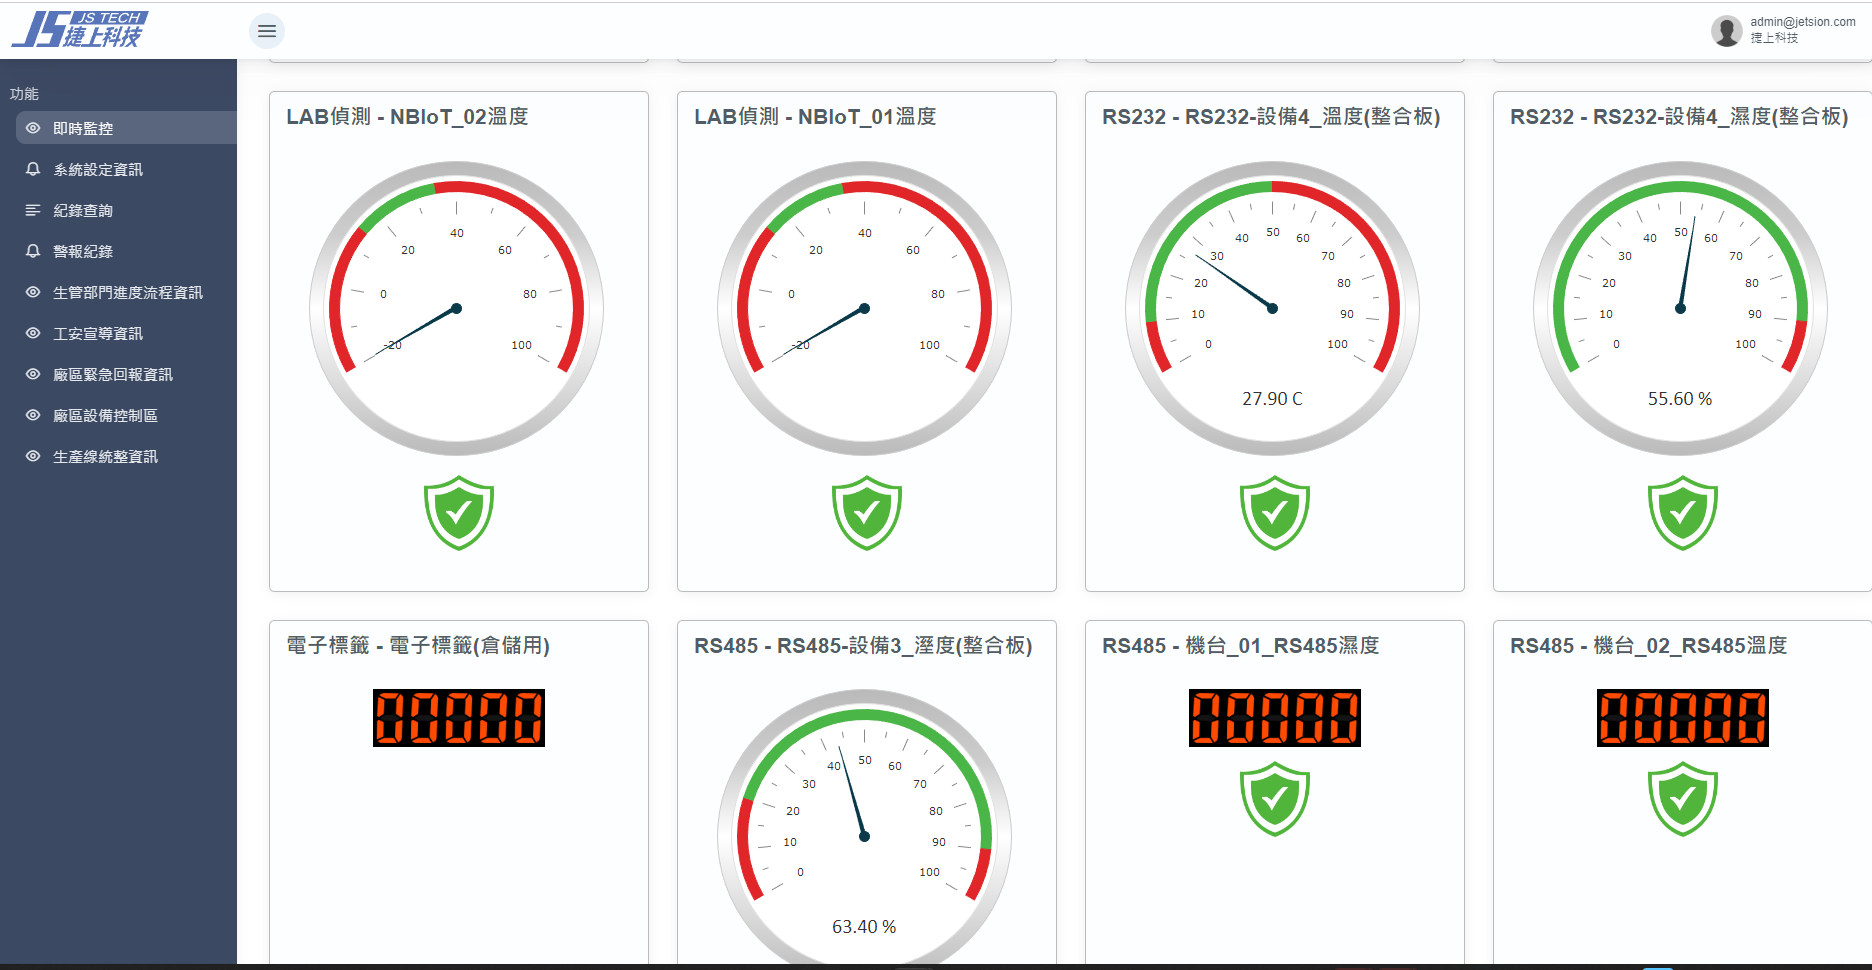 JS TECH
捷上科技
admin@jetsion.com
捷上科技
功能
即時監控
系統設定資訊
紀錄查詢
警報紀錄
生管部門進度流程資訊
工安宣導資訊
廠區緊急回報資訊
廠區設備控制區
生產線統整資訊
LAB偵測 - NBIoT_02溫度
-20
0
20
40
60
80
100
LAB偵測 - NBIoT_01溫度
-20
0
20
40
60
80
100
RS232 - RS232-設備4_溫度(整合板)
0
10
20
30
40
50
60
70
80
90
100
27.90 C
RS232 - RS232-設備4_濕度(整合板)
0
10
20
30
40
50
60
70
80
90
100
55.60 %
電子標籤 - 電子標籤(倉儲用)
00000
RS485 - RS485-設備3_溼度(整合板)
0
10
20
30
40
50
60
70
80
90
100
63.40 %
RS485 - 機台_01_RS485濕度
00000
RS485 - 機台_02_RS485溫度
00000